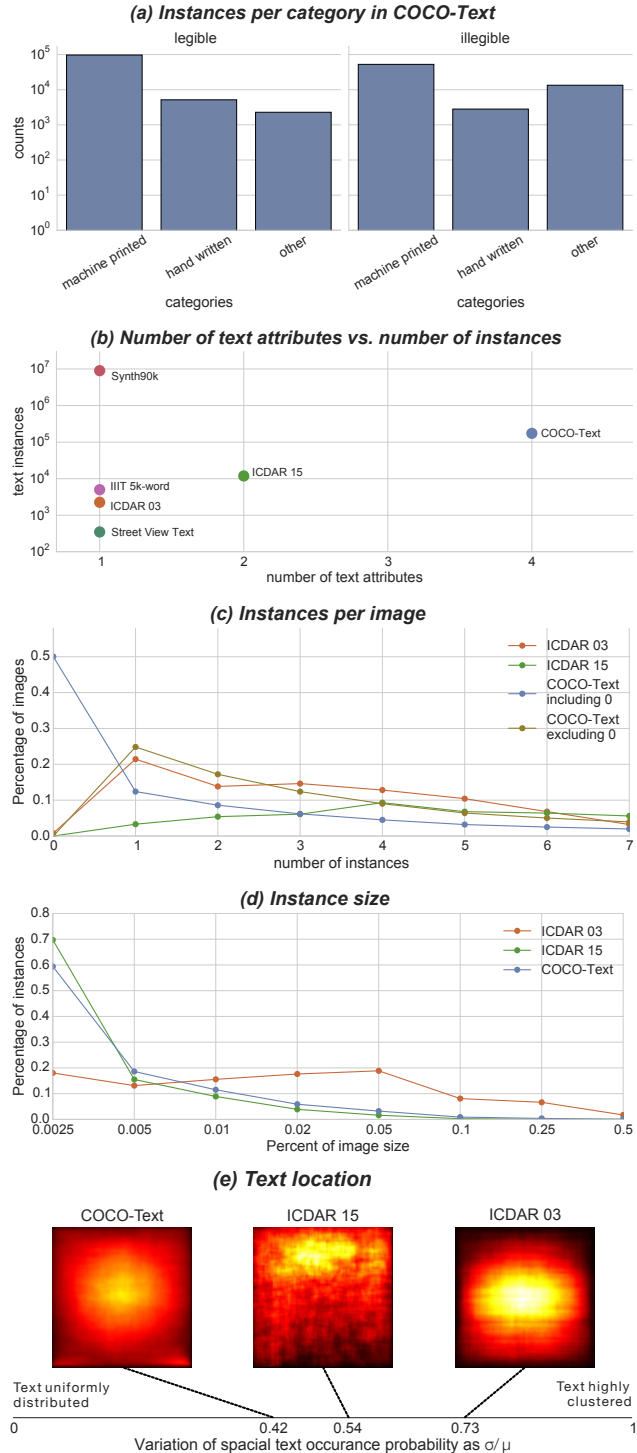 (a) Instances per category in COCO-Text
legible
illegible
10^5
10^4
10^3
10^2
10^1
10^0
counts
machine printed
hand written
other
machine printed
hand written
other
categories
categories
(b) Number of text attributes vs. number of instances
10^7
10^6
10^5
10^4
10^3
10^2
text instances
Synth90k
COCO-Text
ICDAR 15
IIIT 5k-word
ICDAR 03
Street View Text
1 2 3 4
number of text attributes
(c) Instances per image
ICDAR 03
ICDAR 15
COCO-Text
including 0
COCO-Text
excluding 0
0.5
0.4
0.3
0.2
0.1
0.0
Percentage of images
0 1 2 3 4 5 6 7
number of instances
(d) Instance size
0.8
0.7
0.6
0.5
0.4
0.3
0.2
0.1
0.0
Percentage of instances
ICDAR 03
ICDAR 15
COCO-Text
0.0025 0.005 0.01 0.02 0.05 0.1 0.25 0.5
Percent of image size
(e) Text location
COCO-Text ICDAR 15 ICDAR 03
Text uniformly
distributed
Text highly
clustered
0 0.42 0.54 0.73 1
Variation of spacial text occurance probability as σ/μ